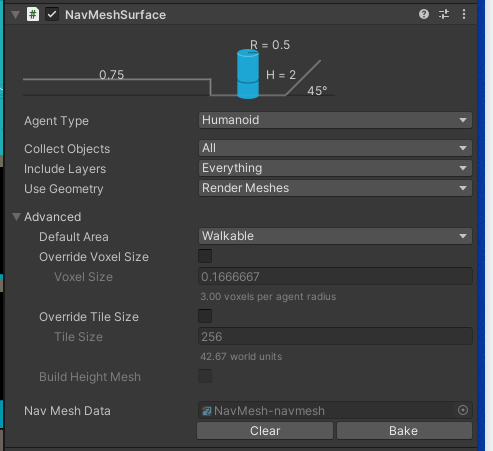 NavMeshSurface
R = 0.5
0.75
H = 2
45°
Agent Type Humanoid
Collect Objects All
Include Layers Everything
Use Geometry Render Meshes
Advanced
Default Area Walkable
Override Voxel Size
Voxel Size 0.1666667
3.00 voxels per agent radius
Override Tile Size
Tile Size 256
42.67 world units
Build Height Mesh
Nav Mesh Data NavMesh-navmesh
Clear Bake